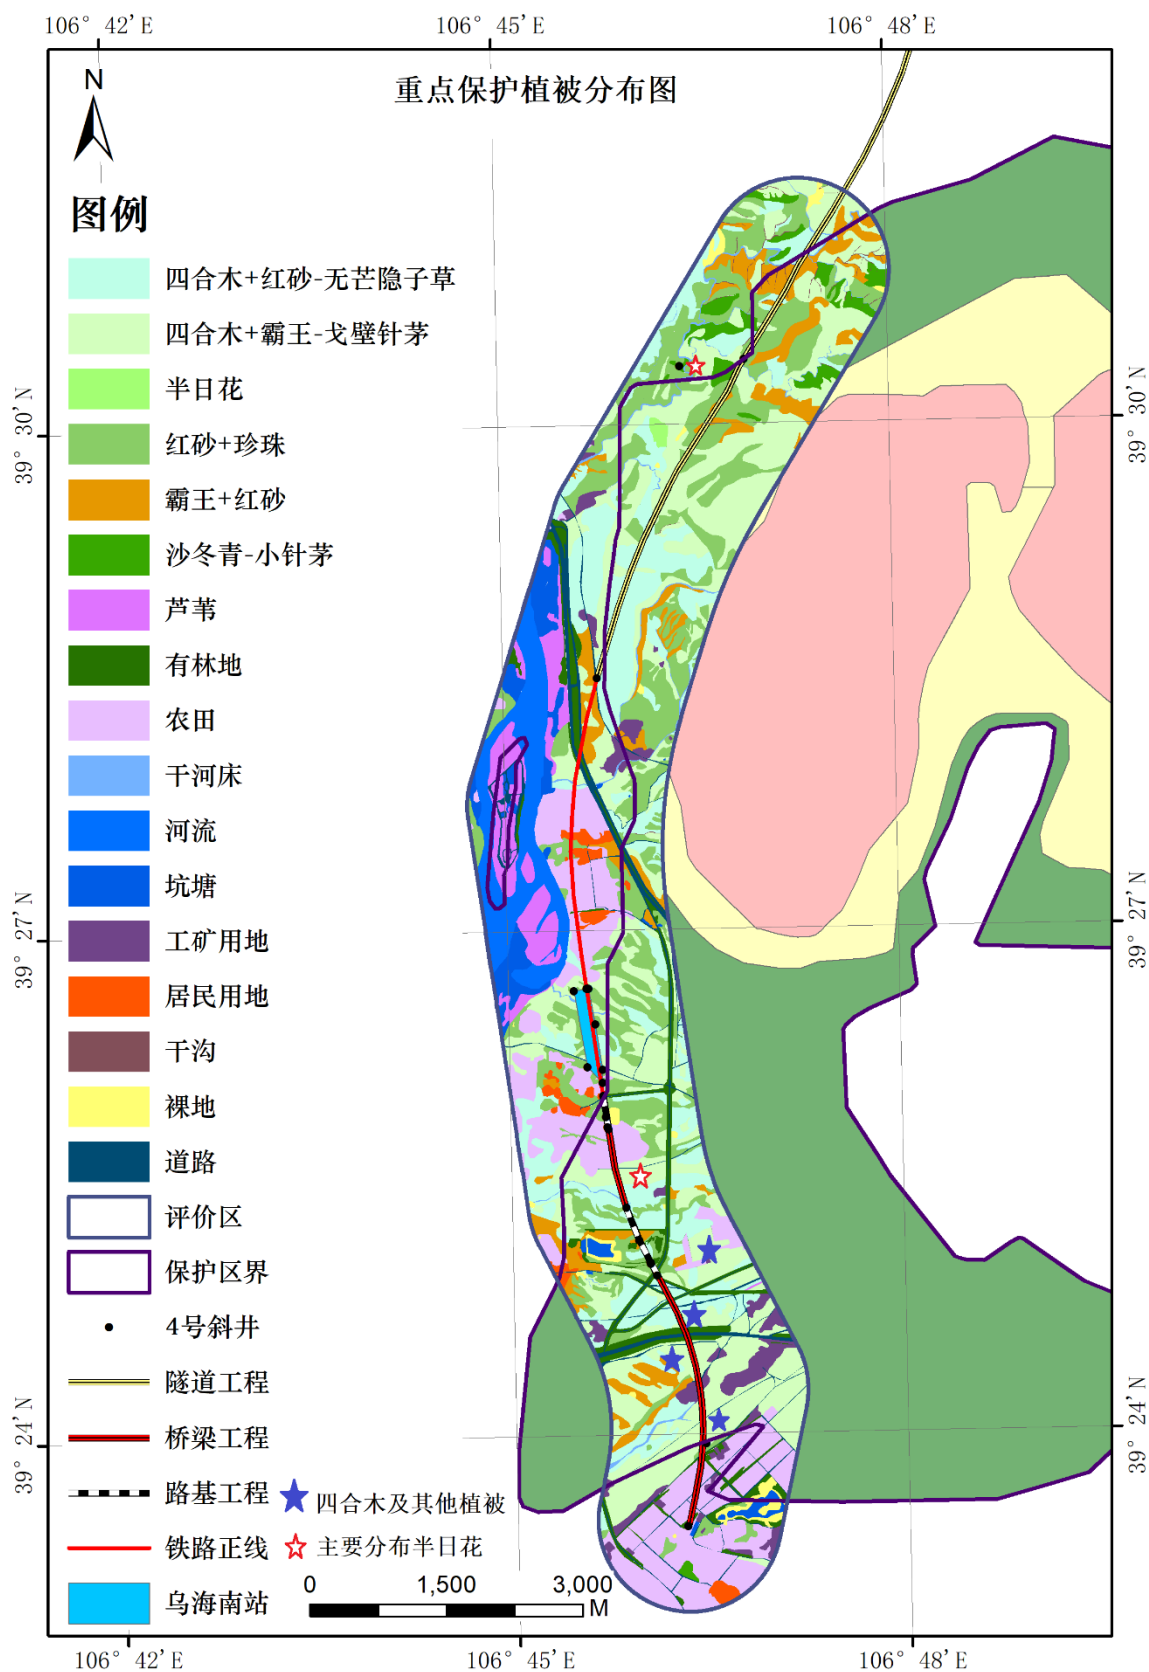 106° 42′E
106° 45′E
106° 48′E
重点保护植被分布图
N
图例
四合木+红砂-无芒隐子草
四合木+霸王-戈壁针茅
半日花
红砂+珍珠
霸王+红砂
沙冬青-小针茅
芦苇
有林地
农田
干河床
河流
坑塘
工矿用地
居民用地
干沟
裸地
道路
评价区
保护区界
4号斜井
隧道工程
桥梁工程
路基工程
铁路正线
乌海南站
四合木及其他植被
主要分布半日花
0 1,500 3,000
M
39° 30′N
39° 27′N
39° 24′N
39° 30′N
39° 27′N
39° 24′N
106° 42′E
106° 45′E
106° 48′E